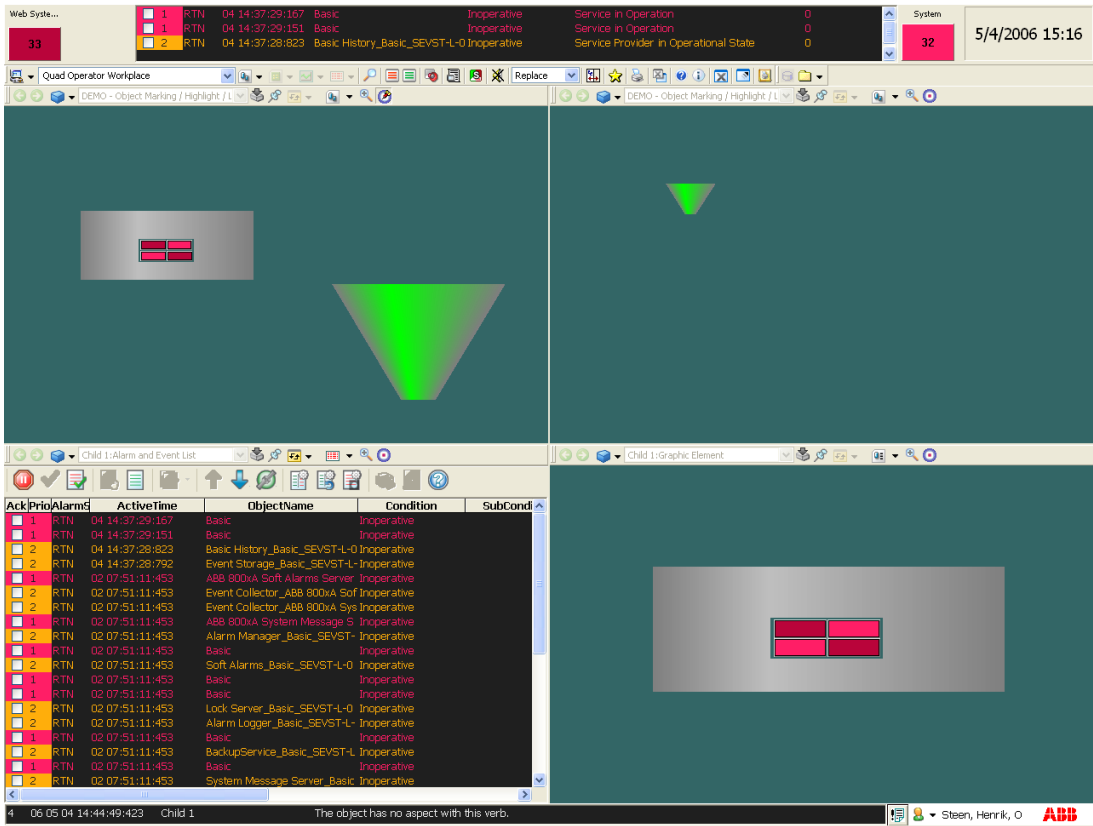 Web Syste...
33
1 RTN 04 14:37:29:167 Basic Inoperative Service in Operation 0
1 RTN 04 14:37:29:151 Basic Inoperative Service in Operation 0
2 RTN 04 14:37:28:823 Basic History_Basic_SEVST-L-0 Inoperative Service Provider in Operational State 0
System
32
5/4/2006 15:16
Quad Operator Workplace
Replace
DEMO - Object Marking / Highlight / L
DEMO - Object Marking / Highlight / L
Child 1:Alarm and Event List
Child 1:Graphic Element
Ack Prio AlarmS ActiveTime ObjectName Condition SubCondi
1 RTN 04 14:37:29:167 Basic Inoperative
1 RTN 04 14:37:29:151 Basic Inoperative
2 RTN 04 14:37:28:823 Basic History_Basic_SEVST-L-0 Inoperative
2 RTN 04 14:37:28:792 Event Storage_Basic_SEVST-L- Inoperative
1 RTN 02 07:51:11:453 ABB 800xA Soft Alarms Server Inoperative
2 RTN 02 07:51:11:453 Event Collector_ABB 800xA Sof Inoperative
2 RTN 02 07:51:11:453 Event Collector_ABB 800xA Sys Inoperative
1 RTN 02 07:51:11:453 ABB 800xA System Message S Inoperative
2 RTN 02 07:51:11:453 Alarm Manager_Basic_SEVST- Inoperative
1 RTN 02 07:51:11:453 Basic Inoperative
2 RTN 02 07:51:11:453 Soft Alarms_Basic_SEVST-L-0 Inoperative
1 RTN 02 07:51:11:453 Basic Inoperative
1 RTN 02 07:51:11:453 Basic Inoperative
2 RTN 02 07:51:11:453 Lock Server_Basic_SEVST-L-0 Inoperative
2 RTN 02 07:51:11:453 Alarm Logger_Basic_SEVST-L- Inoperative
1 RTN 02 07:51:11:453 Basic Inoperative
2 RTN 02 07:51:11:453 BackupService_Basic_SEVST-L Inoperative
1 RTN 02 07:51:11:453 Basic Inoperative
2 RTN 02 07:51:11:453 System Message Server_Basic Inoperative
4 06 05 04 14:44:49:423 Child 1 The object has no aspect with this verb.
Steen, Henrik, O
ABB